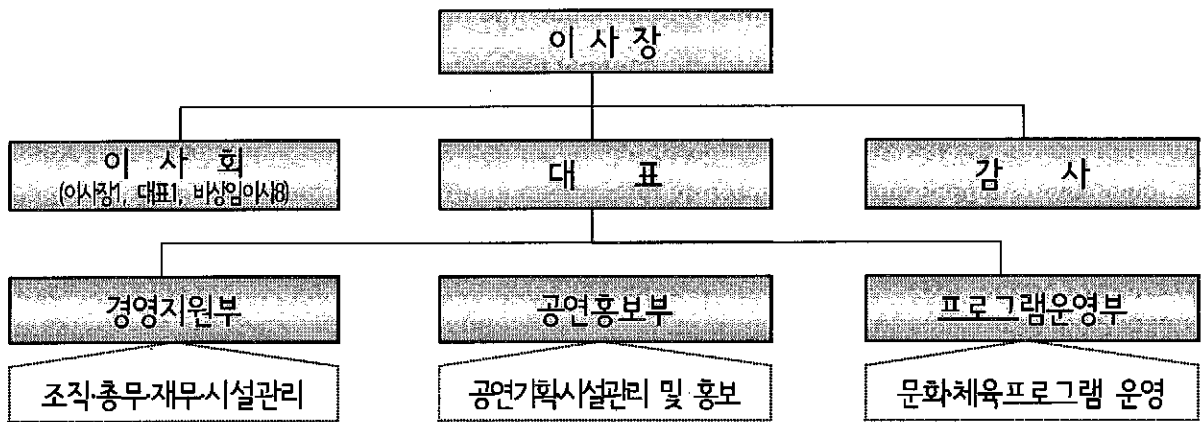 이 사 장
이 사 회
(이사장1, 대표1, 비상임이사8)
대 표
감 사
경영지원부
공연홍보부
프로그램운영부
조직·총무·재무·시설관리
공연기획·시설관리 및 홍보
문화·체육프로그램 운영